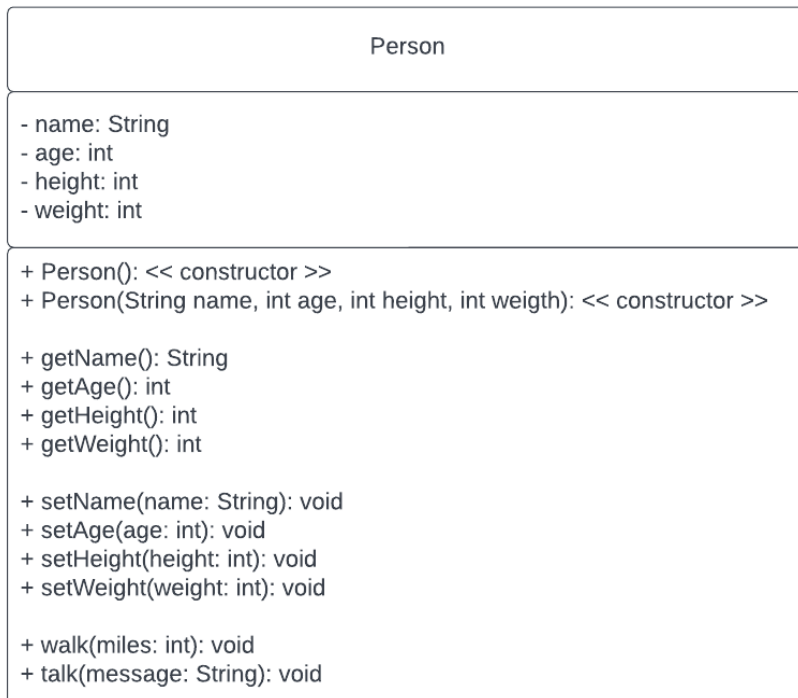 Person
- name: String
- age: int
- height: int
- weight: int
+ Person(): << constructor >>
+ Person(String name, int age, int height, int weigth): << constructor >>
+ getName(): String
+ getAge(): int
+ getHeight(): int
+ getWeight(): int
+ setName(name: String): void
+ setAge(age: int): void
+ setHeight(height: int): void
+ setWeight(weight: int): void
+ walk(miles: int): void
+ talk(message: String): void